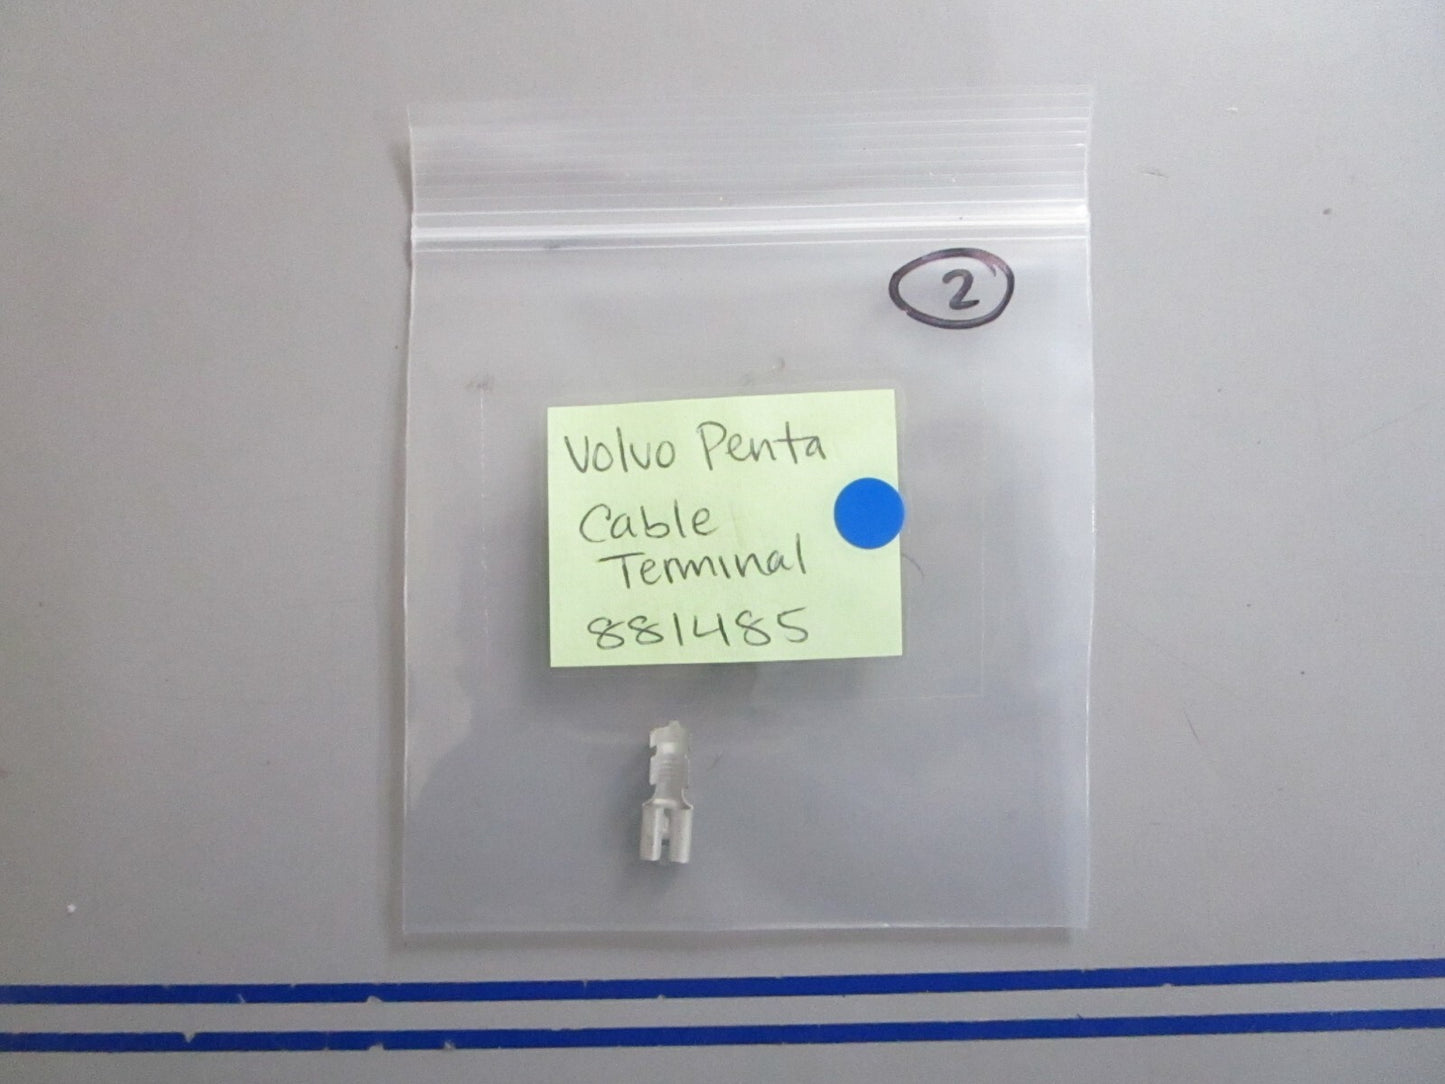 2
Volvo Penta
Cable
Terminal
881485